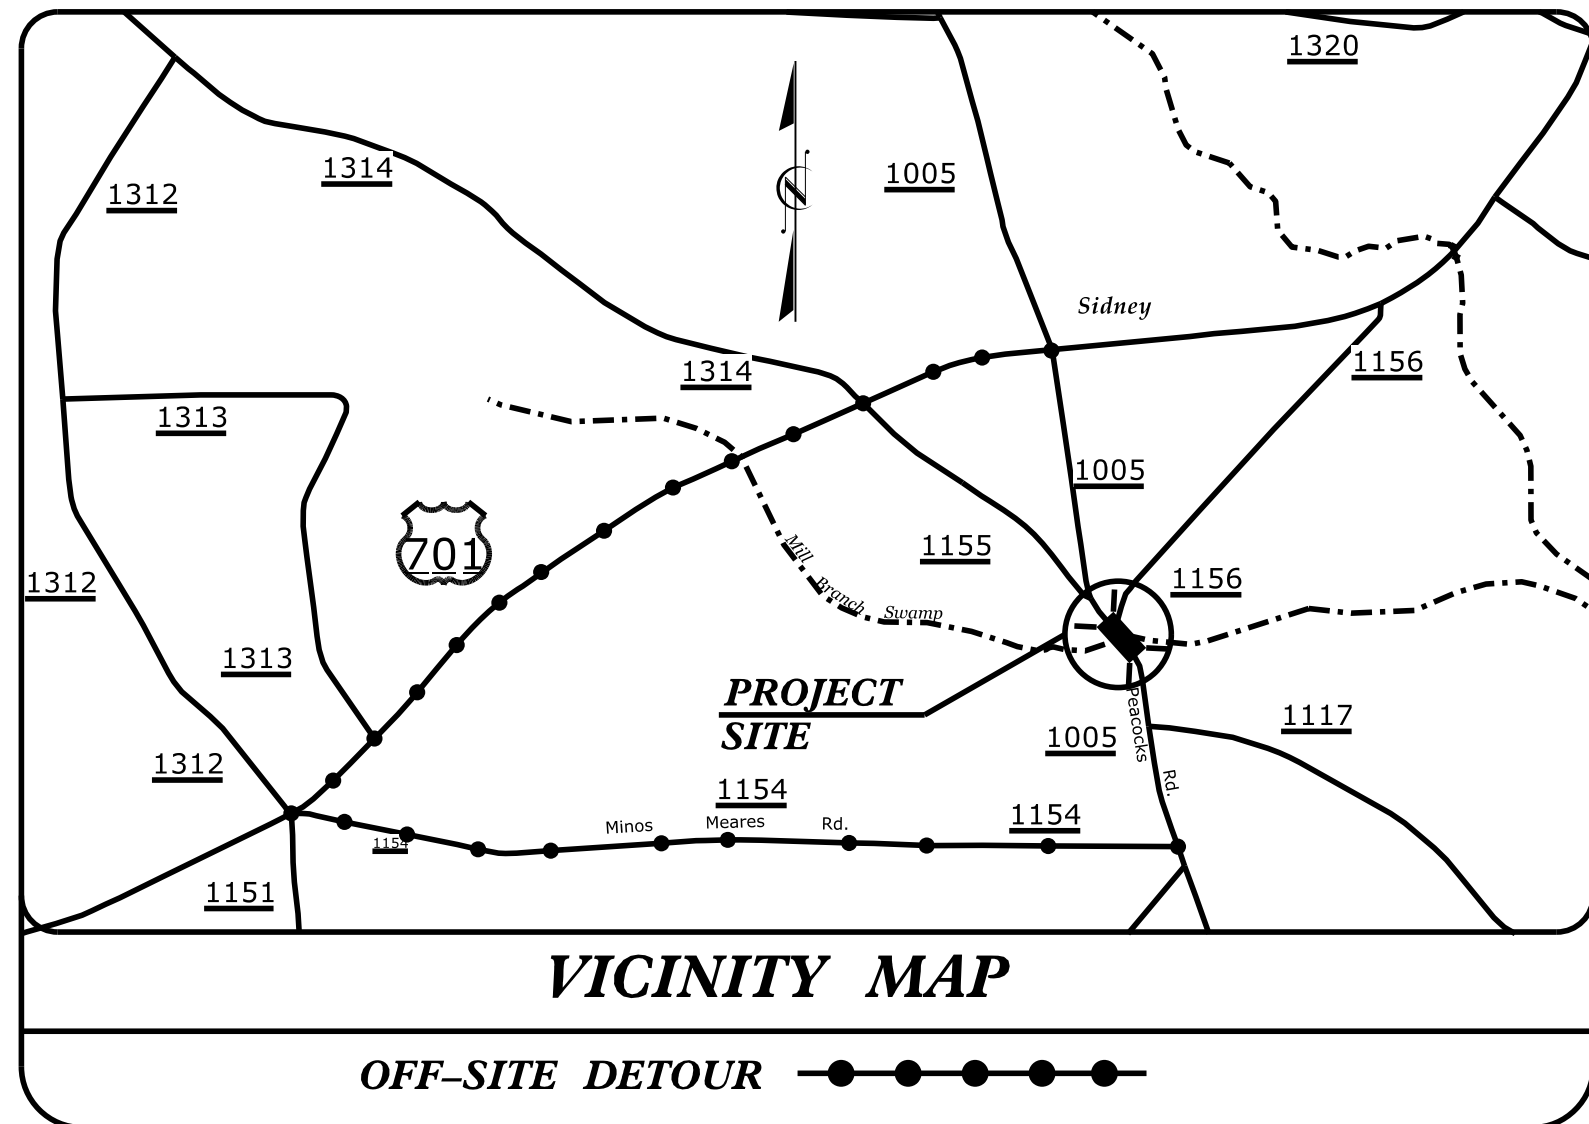 1320
1314
1005
1312
Sidney
1156
1314
1313
1005
701
1155
Mill Branch Swamp
1312
1156
1313
PROJECT
SITE
1117
Peacocks Rd.
1005
1312
1154
1154
Minos Meares Rd.
1154
1151
VICINITY MAP
OFF-SITE DETOUR